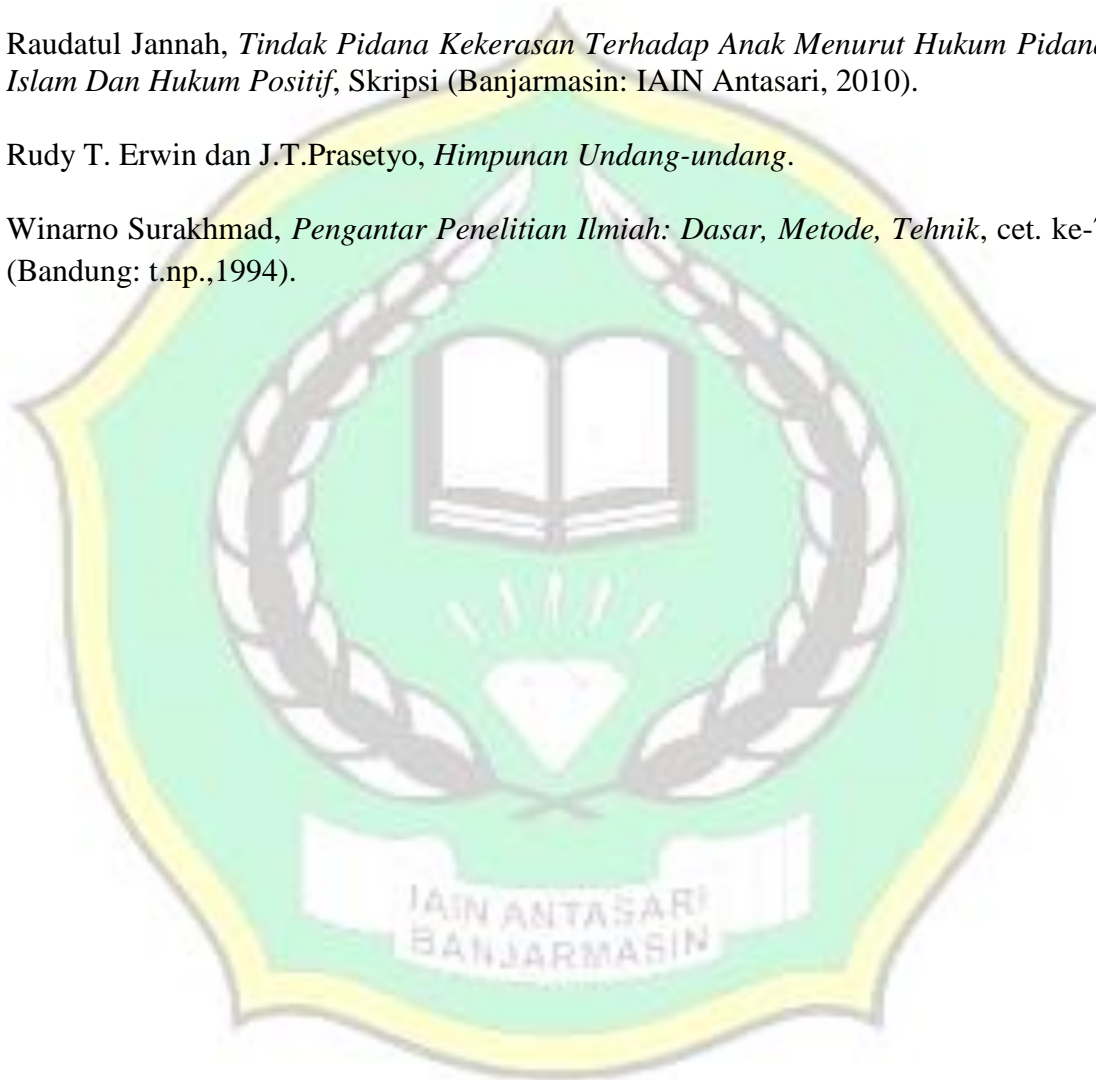 Raudatul Jannah, Tindak Pidana Kekerasan Terhadap Anak Menurut Hukum Pidana
Islam Dan Hukum Positif, Skripsi (Banjarmasin: IAIN Antasari, 2010).
Rudy T. Erwin dan J.T.Prasetyo, Himpunan Undang-undang.
Winarno Surakhmad, Pengantar Penelitian Ilmiah: Dasar, Metode, Tehnik, cet. ke-
(Bandung: t.np.,1994).
IAIN ANTASARI
BANJARMASIN